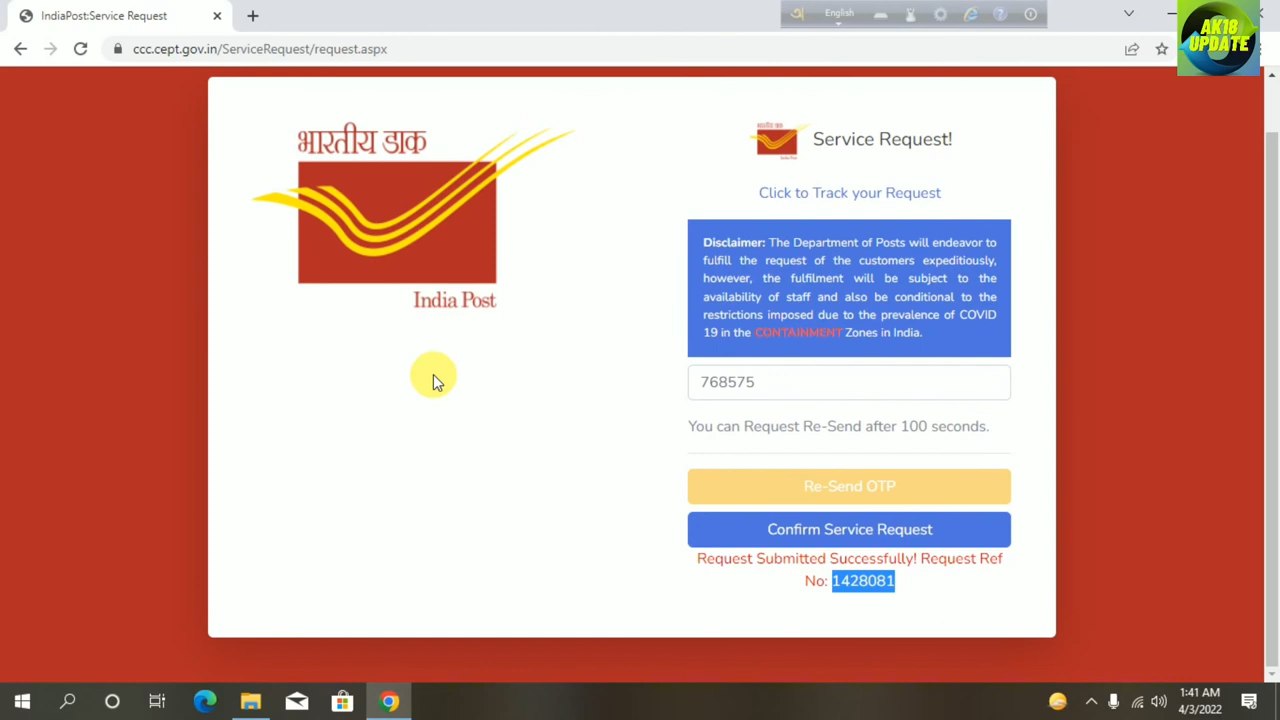 IndiaPost:Service Request
English
AK18
UPDATE
ccc.cept.gov.in/ServiceRequest/request.aspx
भारतीय डाक
India Post
Service Request!
Click to Track your Request
Disclaimer: The Department of Posts will endeavor to
fulfill the request of the customers expeditiously,
however, the fulfilment will be subject to the
availability of staff and also be conditional to the
restrictions imposed due to the prevalence of COVID
19 in the CONTAINMENT Zones in India.
768575
You can Request Re-Send after 100 seconds.
Re-Send OTP
Confirm Service Request
Request Submitted Successfully! Request Ref
No: 1428081
1:41 AM
4/3/2022